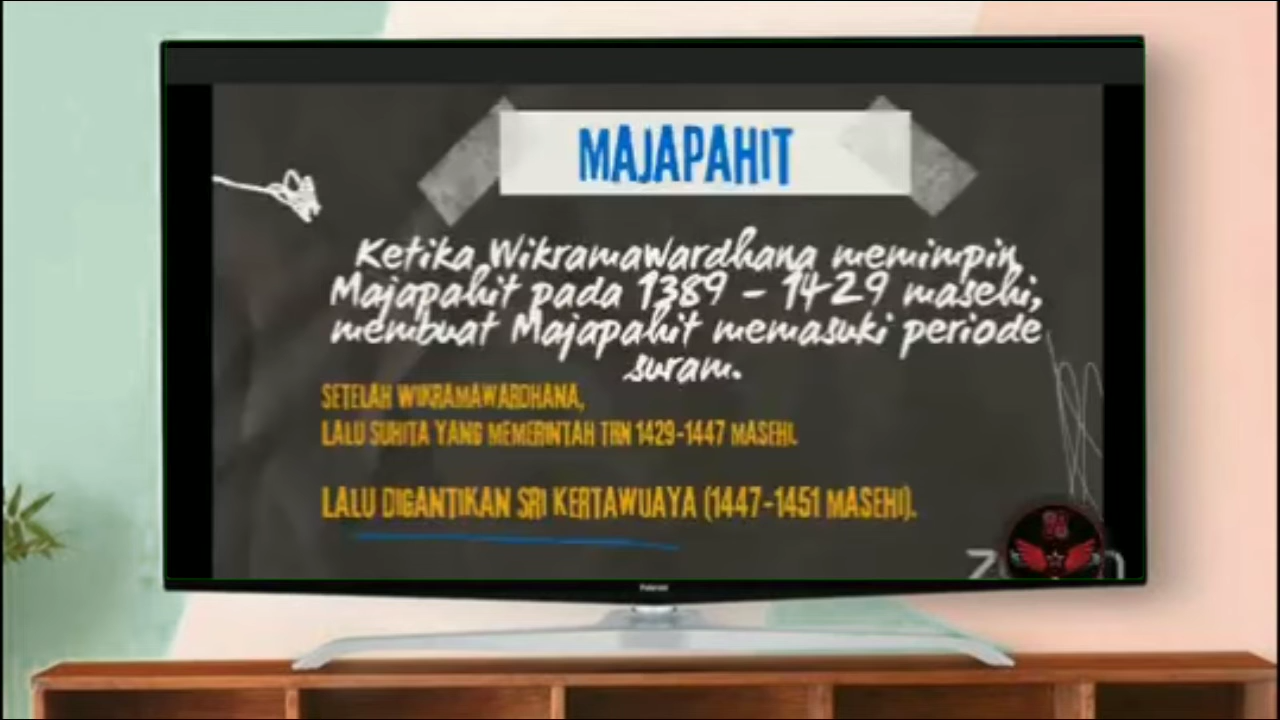 MAJAPAHIT
Ketika Wikramawardhana memimpin
Majapahit pada 1389 - 1429 masehi,
membuat Majapahit memasuki periode
suram.
SETELAH WIKRAMAWARDHANA,
LALU SUHITA YANG MEMERINTAH THN 1429-1447 MASEHI.
LALU DIGANTIKAN SRI KERTAWIJAYA (1447-1451 MASEHI).
Polaroid